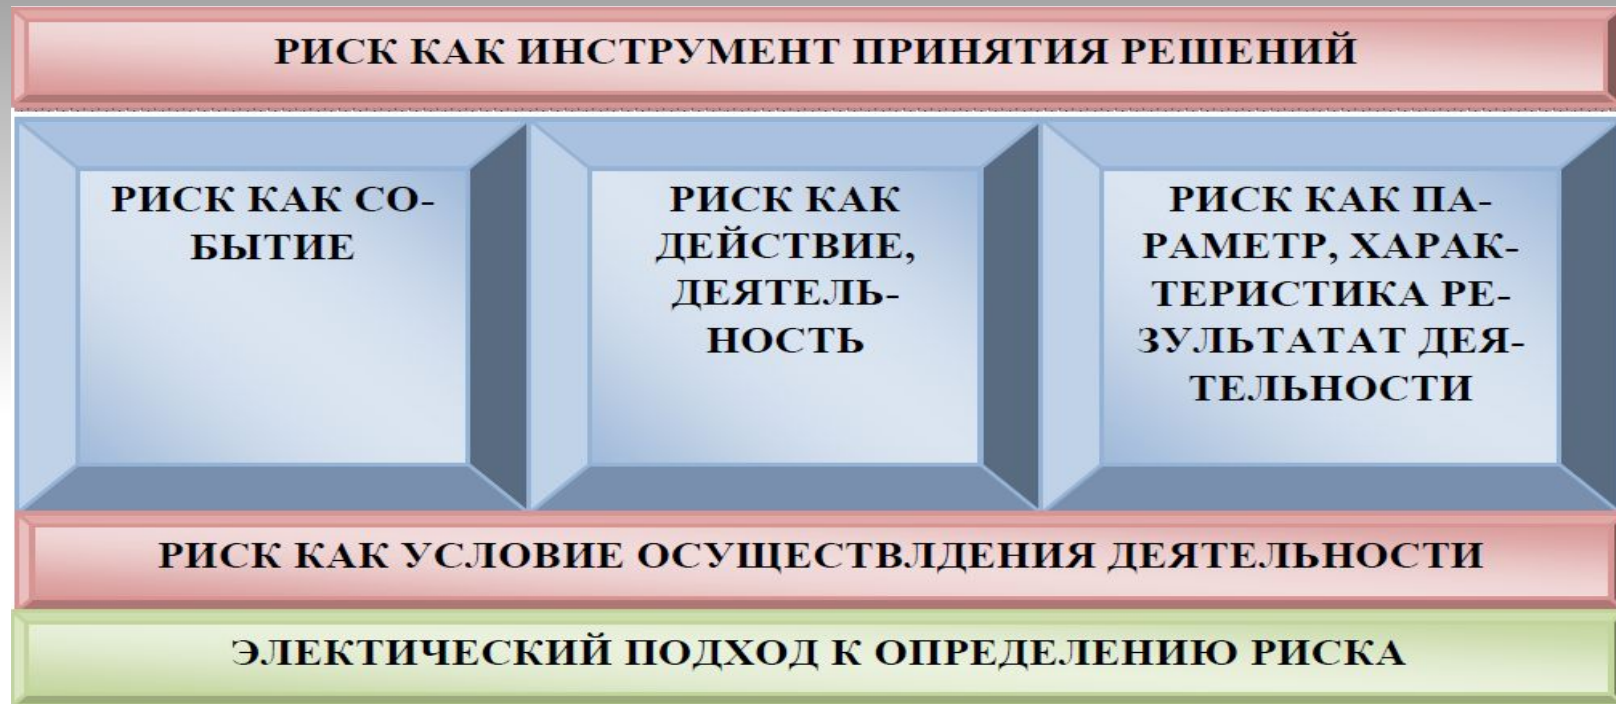 РИСК КАК ИНСТРУМЕНТ ПРИНЯТИЯ РЕШЕНИЙ
РИСК КАК СО-
БЫТИЕ
РИСК КАК
ДЕЙСТВИЕ,
ДЕЯТЕЛЬ-
НОСТЬ
РИСК КАК ПА-
РАМЕТР, ХАРАК-
ТЕРИСТИКА РЕ-
ЗУЛЬТАТАТ ДЕЯ-
ТЕЛЬНОСТИ
РИСК КАК УСЛОВИЕ ОСУЩЕСТВЛДЕНИЯ ДЕЯТЕЛЬНОСТИ
ЭЛЕКТИЧЕСКИЙ ПОДХОД К ОПРЕДЕЛЕНИЮ РИСКА